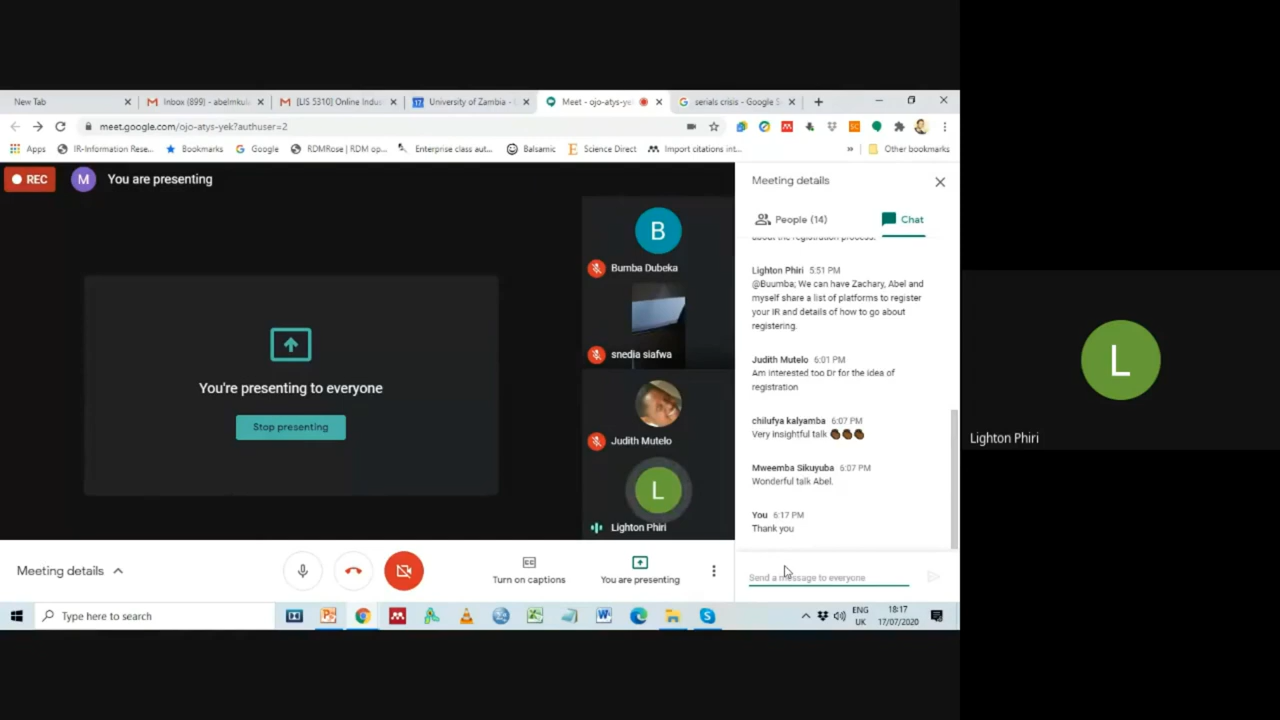 New Tab
Inbox (899) - abelmkul
[LIS 5310] Online Indus
University of Zambia -
Meet - ojo-atys-ye
serials crisis - Google S
meet.google.com/ojo-atys-yek?authuser=2
Apps
IR-Information Rese...
Bookmarks
Google
RDMRose | RDM op...
Enterprise class aut...
Balsamic
Science Direct
Import citations int...
»
Other bookmarks
REC
M
You are presenting
You're presenting to everyone
Stop presenting
B
Bumba Dubeka
snedia siafwa
Judith Mutelo
L
Lighton Phiri
Meeting details
People (14)
Chat
about the registration process.
Lighton Phiri 5:51 PM
@Buumba; We can have Zachary, Abel and
myself share a list of platforms to register
your IR and details of how to go about
registering.
Judith Mutelo 6:01 PM
Am interested too Dr for the idea of
registration
chilufya kalyamba 6:07 PM
Very insightful talk
Mweemba Sikuyuba 6:07 PM
Wonderful talk Abel.
You 6:17 PM
Thank you
Send a message to everyone
Meeting details
Turn on captions
You are presenting
Type here to search
ENG
UK
18:17
17/07/2020
L
Lighton Phiri